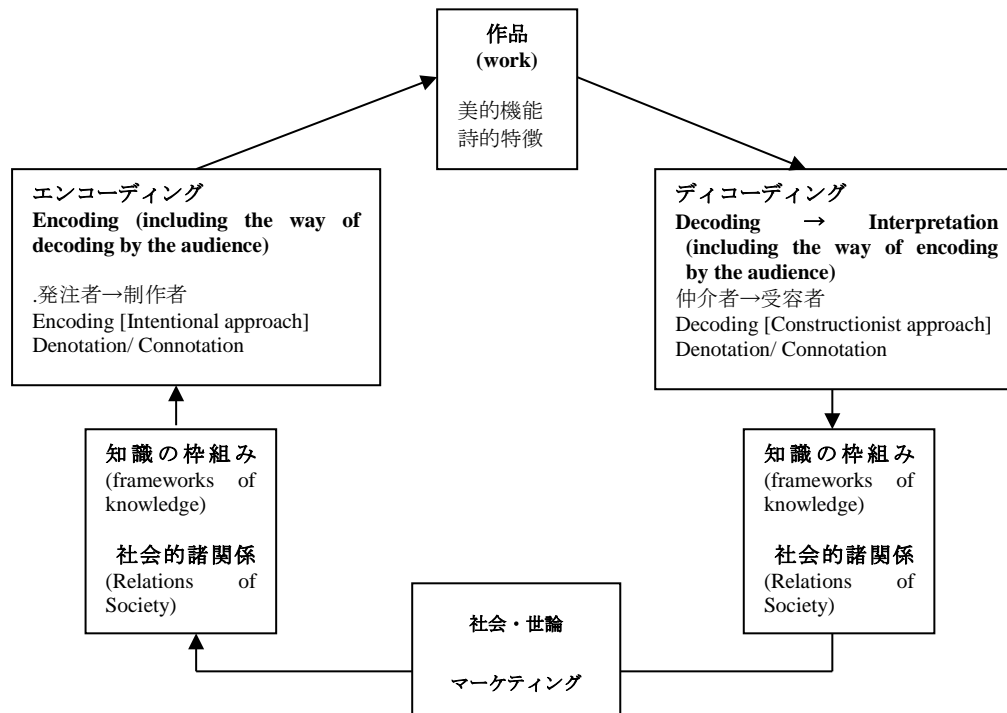 作品
(work)
美的機能
詩的特徴
エンコーディング
Encoding (including the way of
decoding by the audience)
.発注者→制作者
Encoding [Intentional approach]
Denotation/ Connotation
ディコーディング
Decoding → Interpretation
(including the way of encoding
by the audience)
仲介者→受容者
Decoding [Constructionist approach]
Denotation/ Connotation
知識の枠組み
(frameworks of
knowledge)
社会的諸関係
(Relations of
Society)
知識の枠組み
(frameworks of
knowledge)
社会的諸関係
(Relations of
Society)
社会・世論
マーケティング